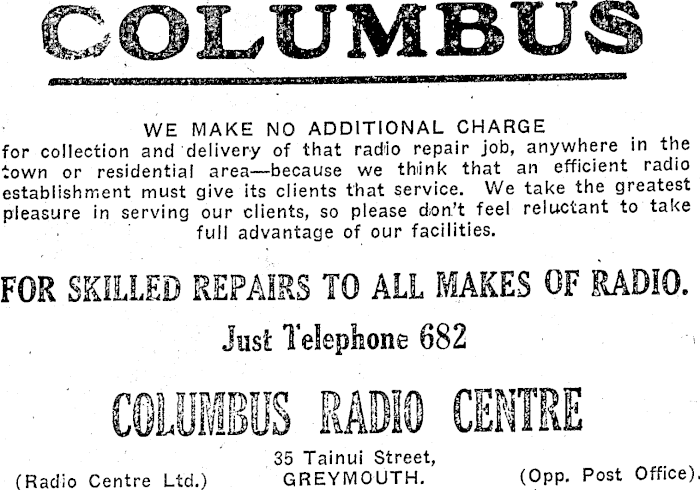 COLUMBUS
WE MAKE NO ADDITIONAL CHARGE
for collection and delivery of that radio repair job, anywhere in the
town or residential area—because we think that an efficient radio
establishment must give its clients that service. We take the greatest
pleasure in serving our clients, so please don't feel reluctant to take
full advantage of our facilities.
FOR SKILLED REPAIRS TO ALL MAKES OF RADIO.
Just Telephone 682
COLUMBUS RADIO CENTRE
35 Tainui Street,
(Radio Centre Ltd.) GREYMOUTH. (Opp. Post Office).